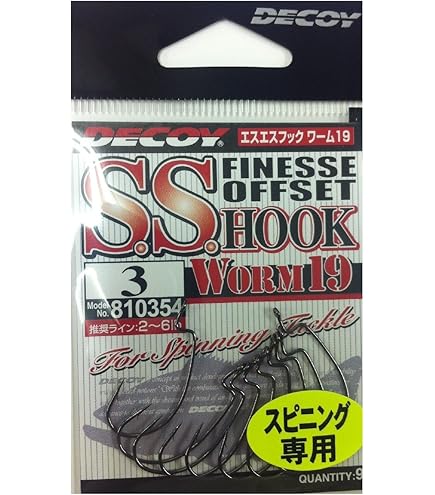 DECOY
DECOY®
エスエスフック ワーム19
S.S.HOOK
FINESSE
OFFSET
WORM19
3
Model No. 810354
推奨ライン:2〜6lb
For Spinning Tackle
DECOY
DECOY
スピニング
専用
QUANTITY:9